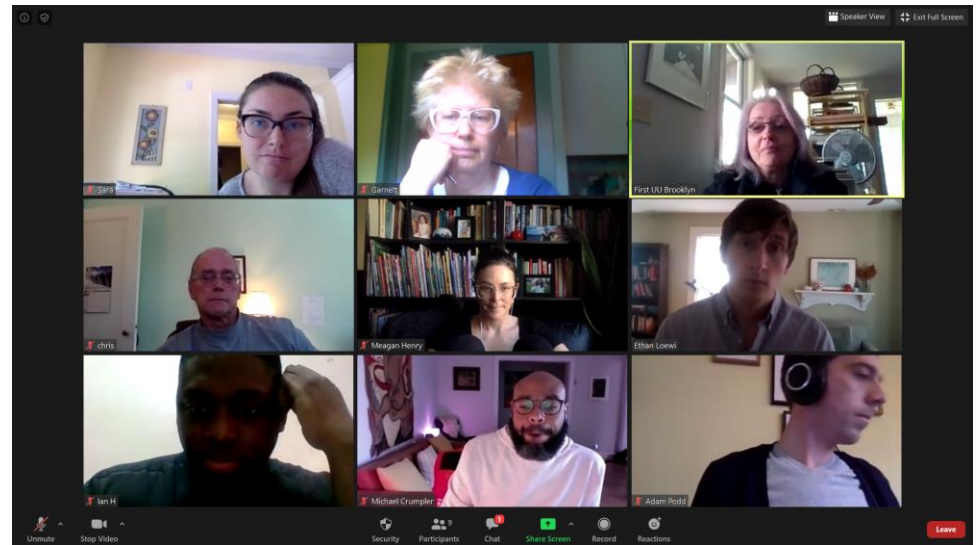 Speaker View
Exit Full Screen
Sara
Garnett
First UU Brooklyn
chris
Meagan Henry
Ethan Loewi
Ian H
Michael Crumpler
Adam Podd
Unmute
Stop Video
Security
Participants
9
Chat
1
Share Screen
Record
Reactions
Leave